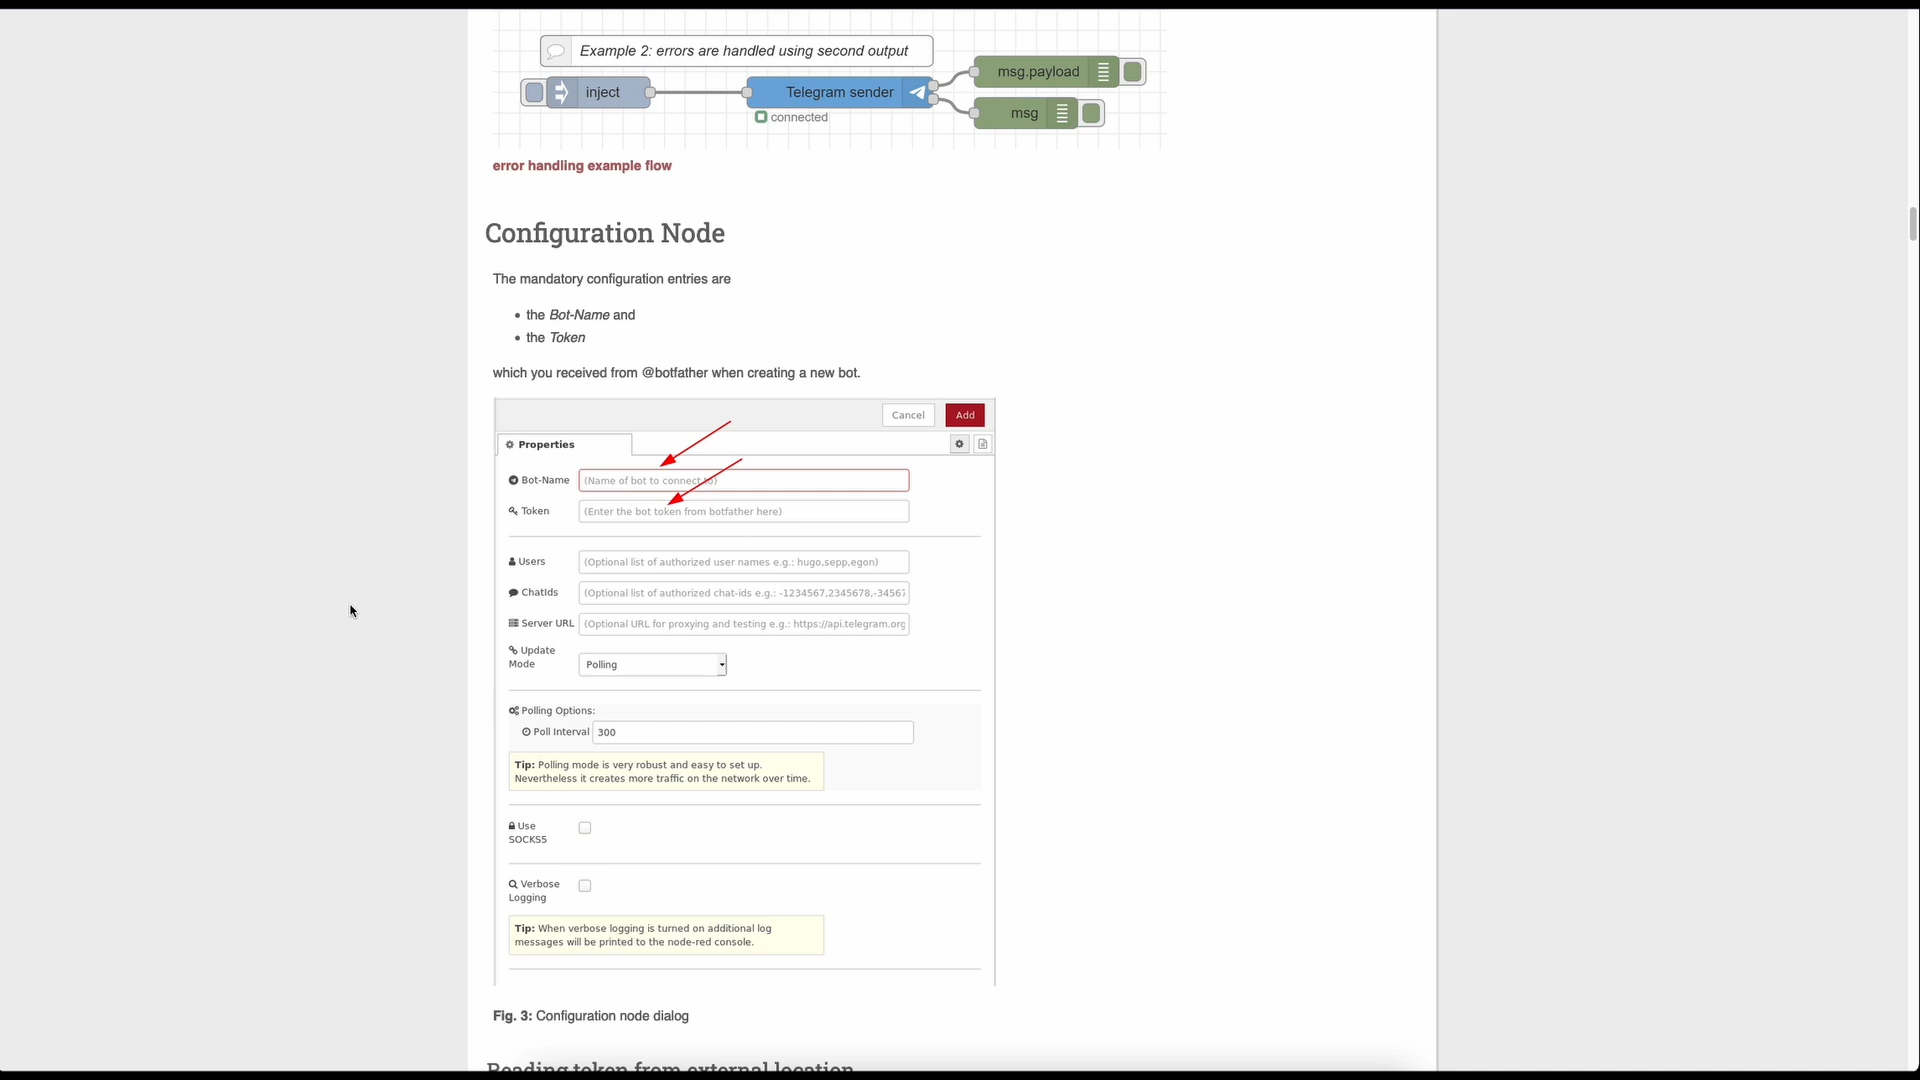 Example 2: errors are handled using second output
inject
Telegram sender
msg.payload
connected
msg
error handling example flow
Configuration Node
The mandatory configuration entries are
• the Bot-Name and
• the Token
which you received from @botfather when creating a new bot.
Cancel
Add
Properties
Bot-Name (Name of bot to connect to)
Token (Enter the bot token from botfather here)
Users (Optional list of authorized user names e.g.: hugo,sepp,egon)
ChatIds (Optional list of authorized chat-ids e.g.: -1234567,2345678,-34567
Server URL (Optional URL for proxying and testing e.g.: https://api.telegram.org
Update
Mode
Polling
Polling Options:
Poll Interval 300
Tip: Polling mode is very robust and easy to set up.
Nevertheless it creates more traffic on the network over time.
Use
SOCKS5
Verbose
Logging
Tip: When verbose logging is turned on additional log
messages will be printed to the node-red console.
Fig. 3: Configuration node dialog
Reading token from external location